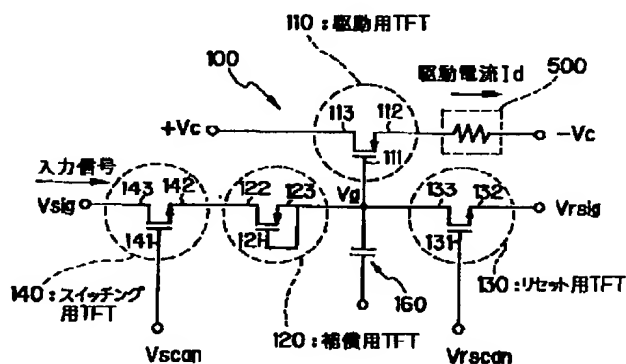 110:駆動用TFT
100
駆動電流Id
500
+Vc
113
112
-Vc
111
入力信号
Vsig
143
142
122
123
Vg
133
132
Vrsig
141
121
131
160
140:スイッチング
用TFT
130:リセット用TFT
120:補償用TFT
Vscan
Vrscan